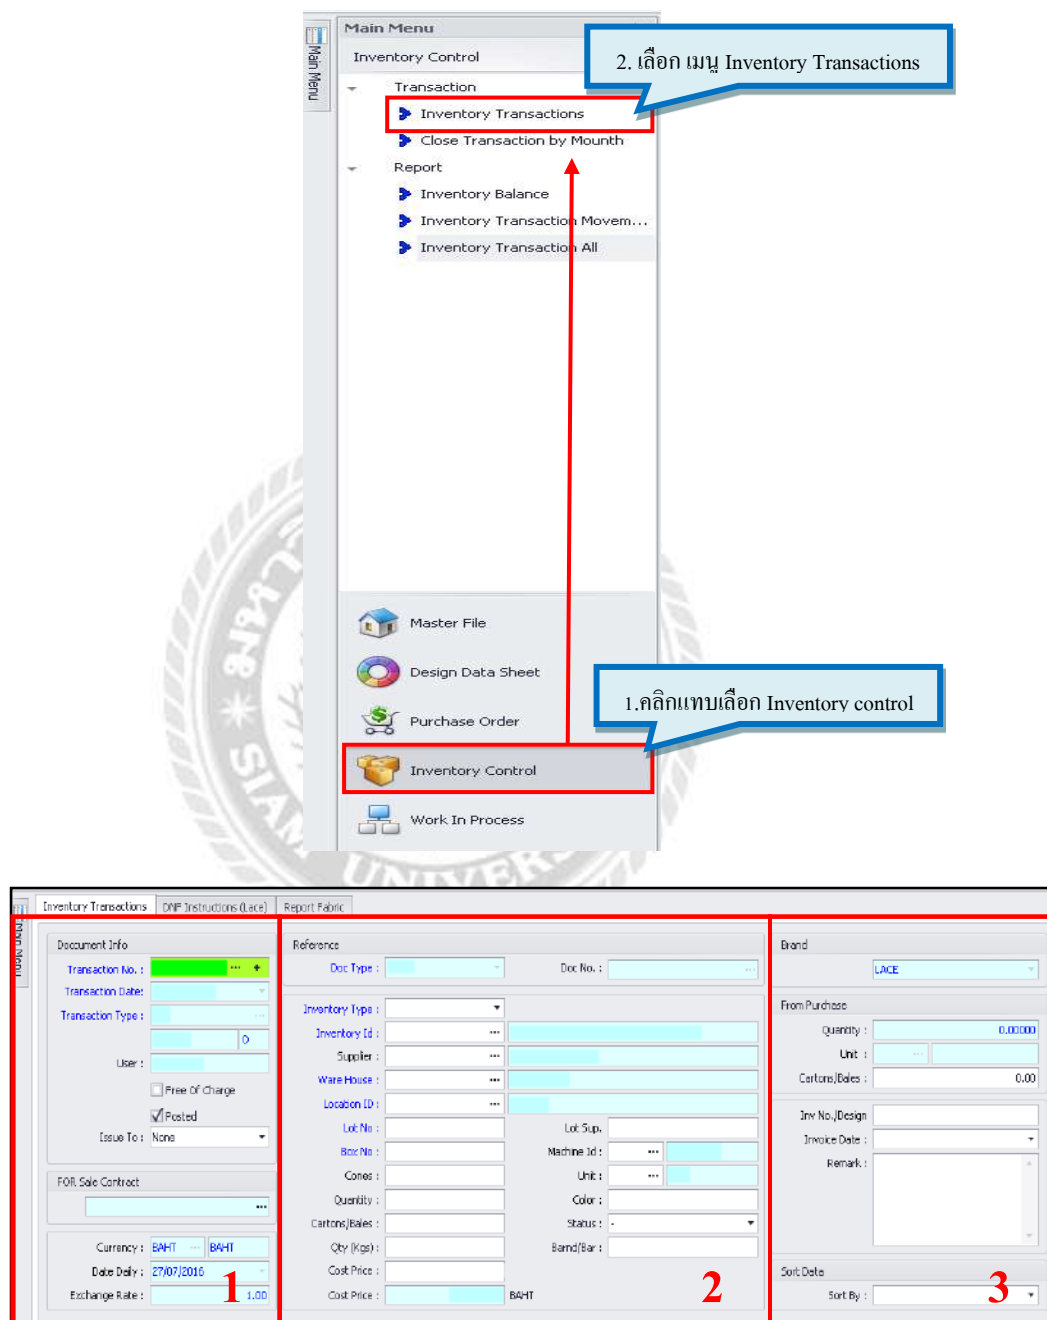 Main Menu
Main Menu
Inventory Control
2. เลือก เมนู Inventory Transactions
Transaction
Inventory Transactions
Close Transaction by Mounth
Report
Inventory Balance
Inventory Transaction Movem...
Inventory Transaction All
Master File
Design Data Sheet
Purchase Order
1.คลิกแทบเลือก Inventory control
Inventory Control
Work In Process
SIAM UNIVERS
Main Menu
Inventory Transactions DNF Instructions (Lace) Report Fabric
Document Info
Transaction No. :
Transaction Date:
Transaction Type :
0
User :
Free Of Charge
Posted
Issue To : None
FOR Sale Contract
Currency : BAHT BAHT
Date Daily : 27/07/2016
Exchange Rate : 1.00
1
Reference
Doc Type : Doc No. :
Inventory Type :
Inventory Id :
Supplier :
Ware House :
Location ID :
Lot No : Lot Sup.
Box No : Machine Id :
Cones : Unit :
Quantity : Color :
Cartons/Bales : Status : -
Qty (Kgs) : Barnd/Bar :
Cost Price :
Cost Price : BAHT
2
Brand
LACE
From Purchase
Quantity : 0.00000
Unit :
Cartons/Bales : 0.00
Inv No./Design
Invoice Date :
Remark :
Sort Data
Sort By :
3